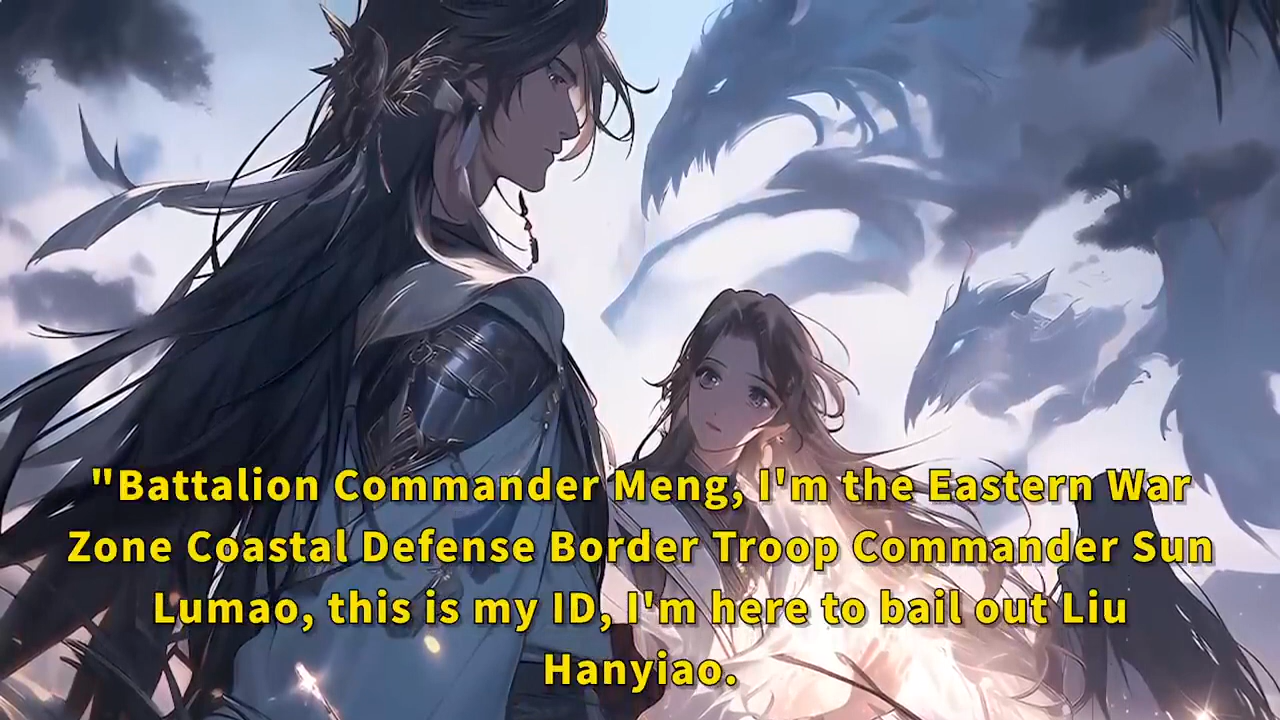 "Battalion Commander Meng, I'm the Eastern War
Zone Coastal Defense Border Troop Commander Sun
Lumao, this is my ID, I'm here to bail out Liu
Hanyiao.